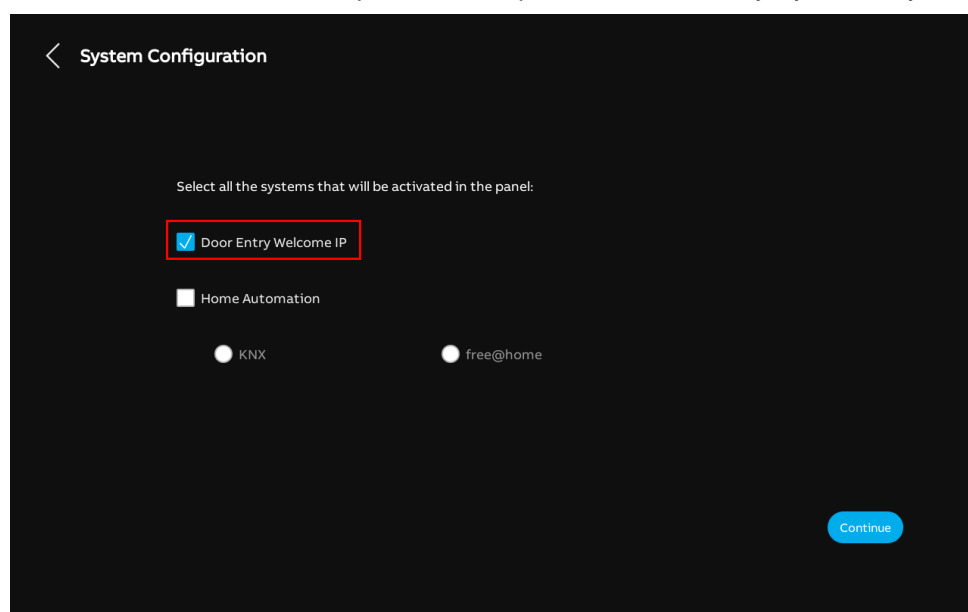 System Configuration
Select all the systems that will be activated in the panel:
Door Entry Welcome IP
Home Automation
KNX free@home
Continue